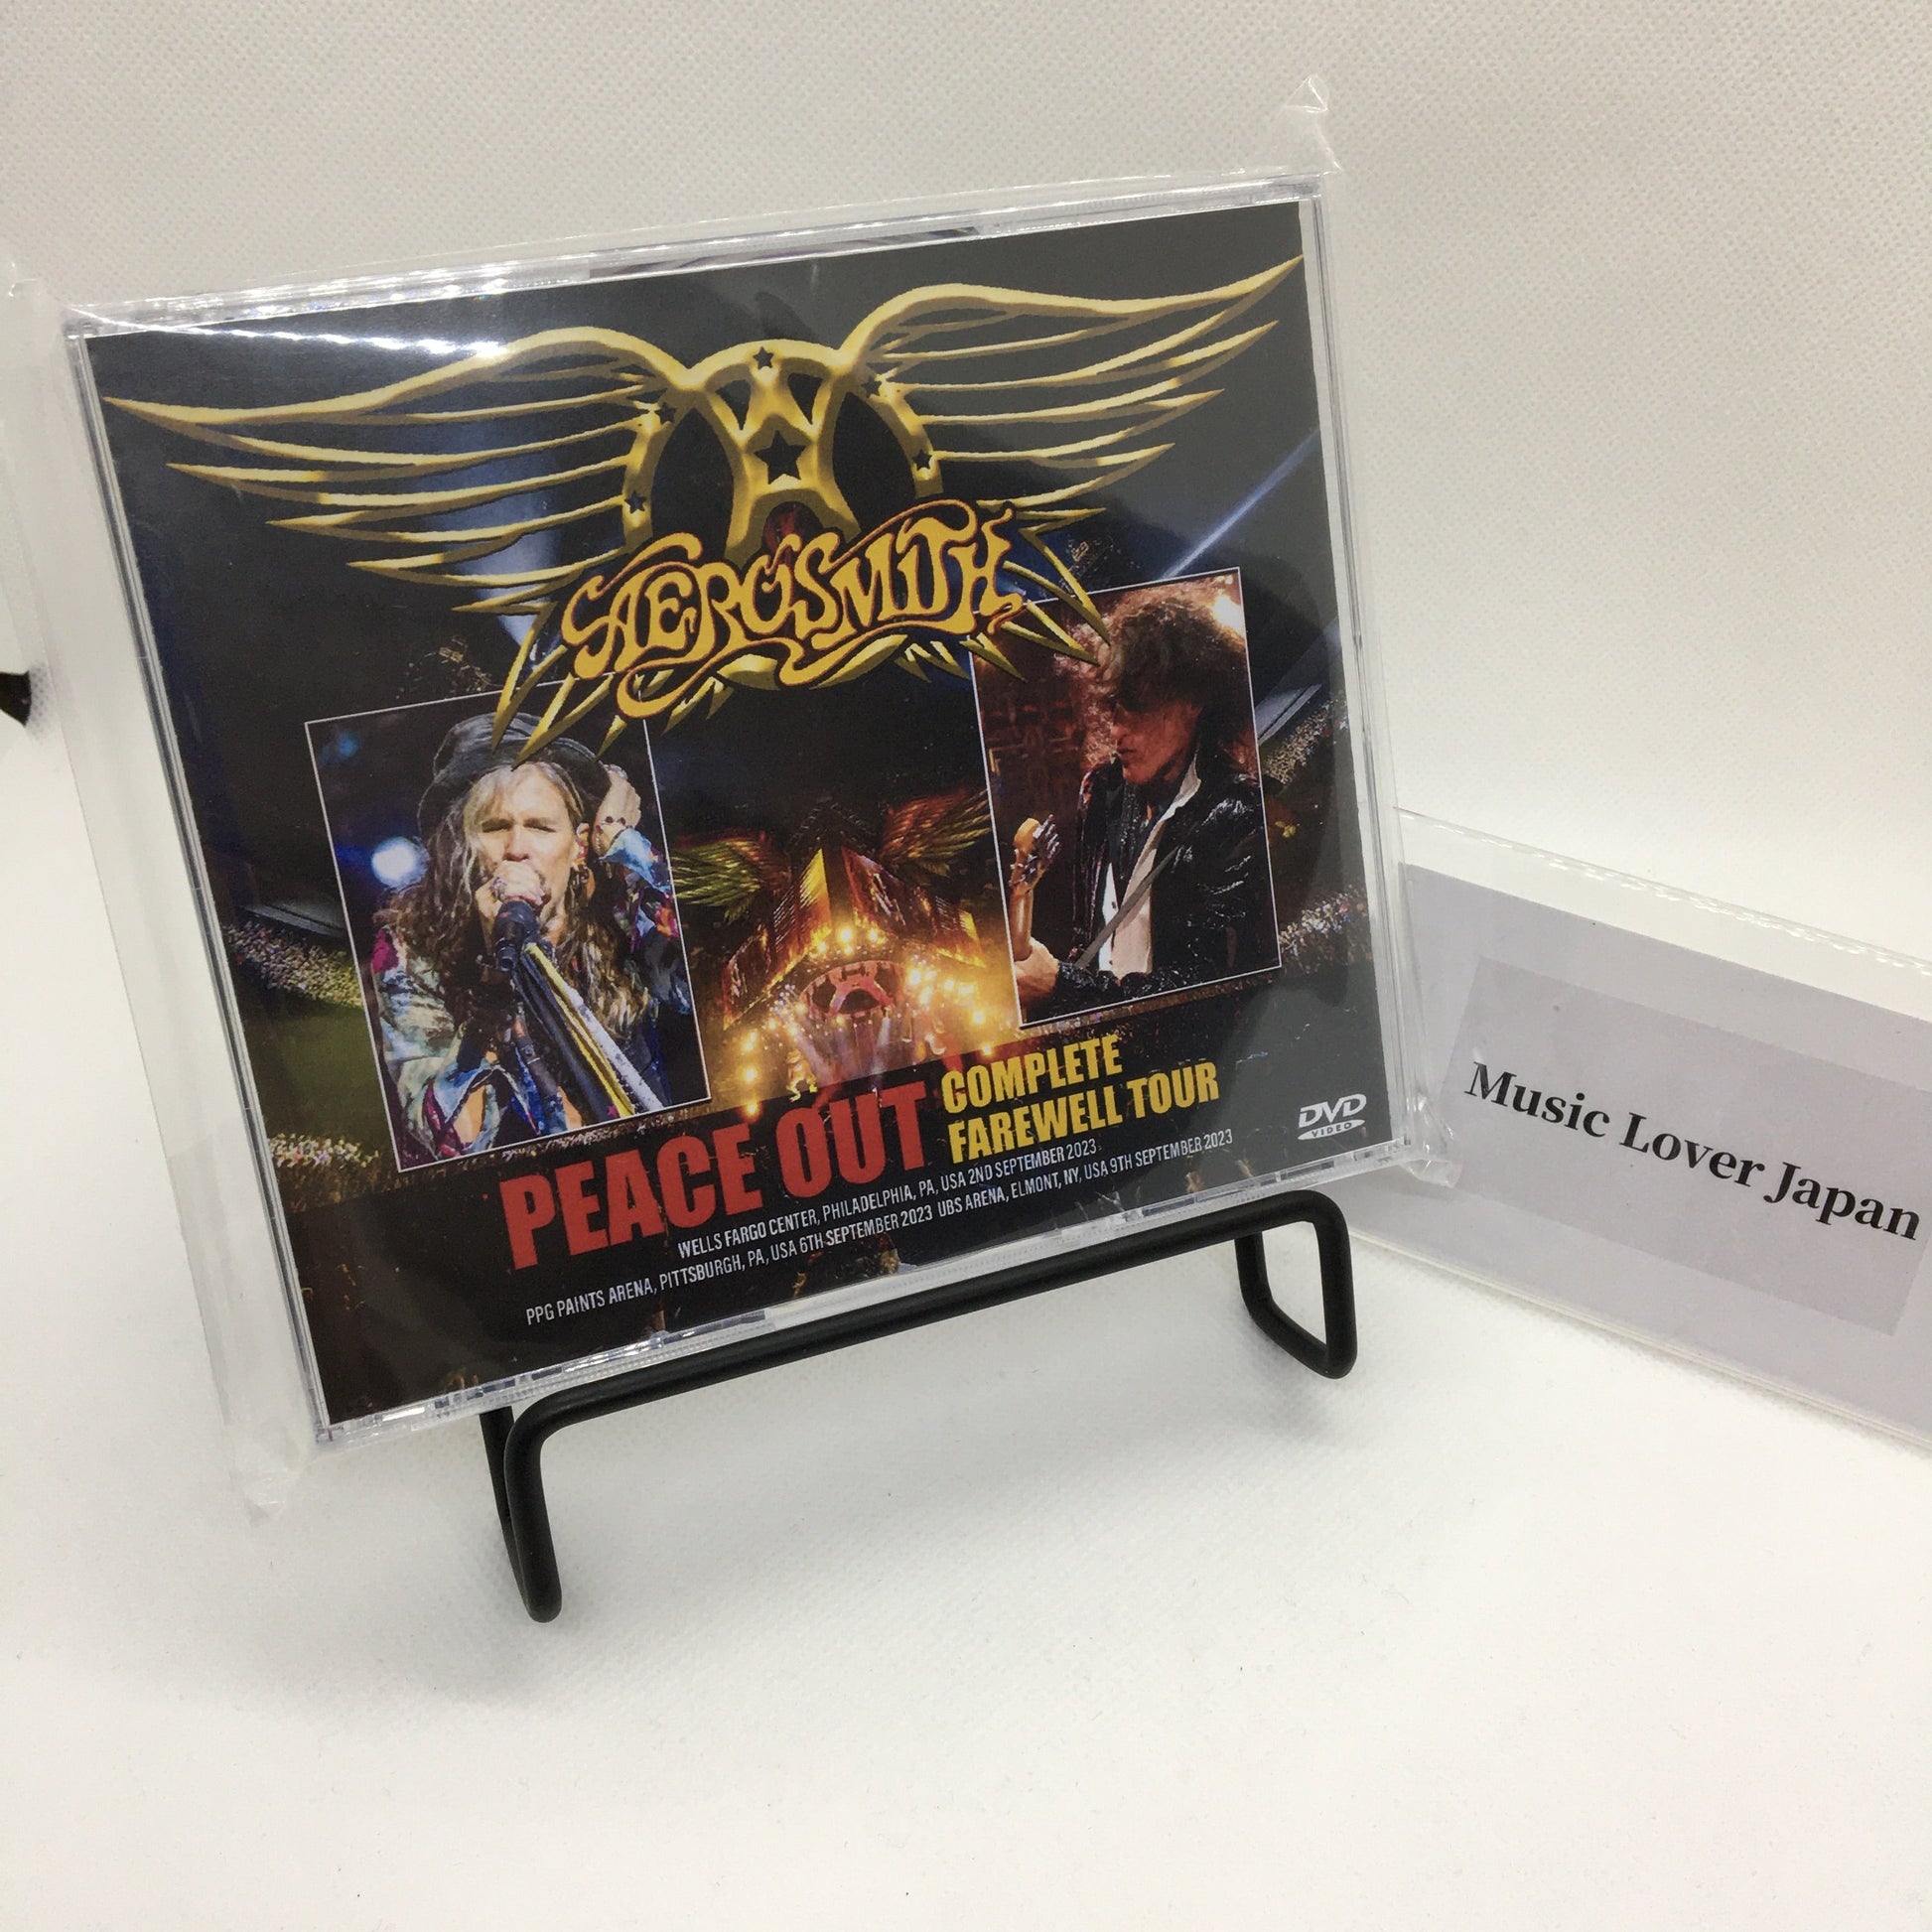 AEROSMITH
PEACE OUT
COMPLETE
FAREWELL TOUR
DVD
VIDEO
WELLS FARGO CENTER, PHILADELPHIA, PA, USA 2ND SEPTEMBER 2023
PPG PAINTS ARENA, PITTSBURGH, PA, USA 6TH SEPTEMBER 2023 UBS ARENA, ELMONT, NY, USA 9TH SEPTEMBER 2023
Music Lover Japan